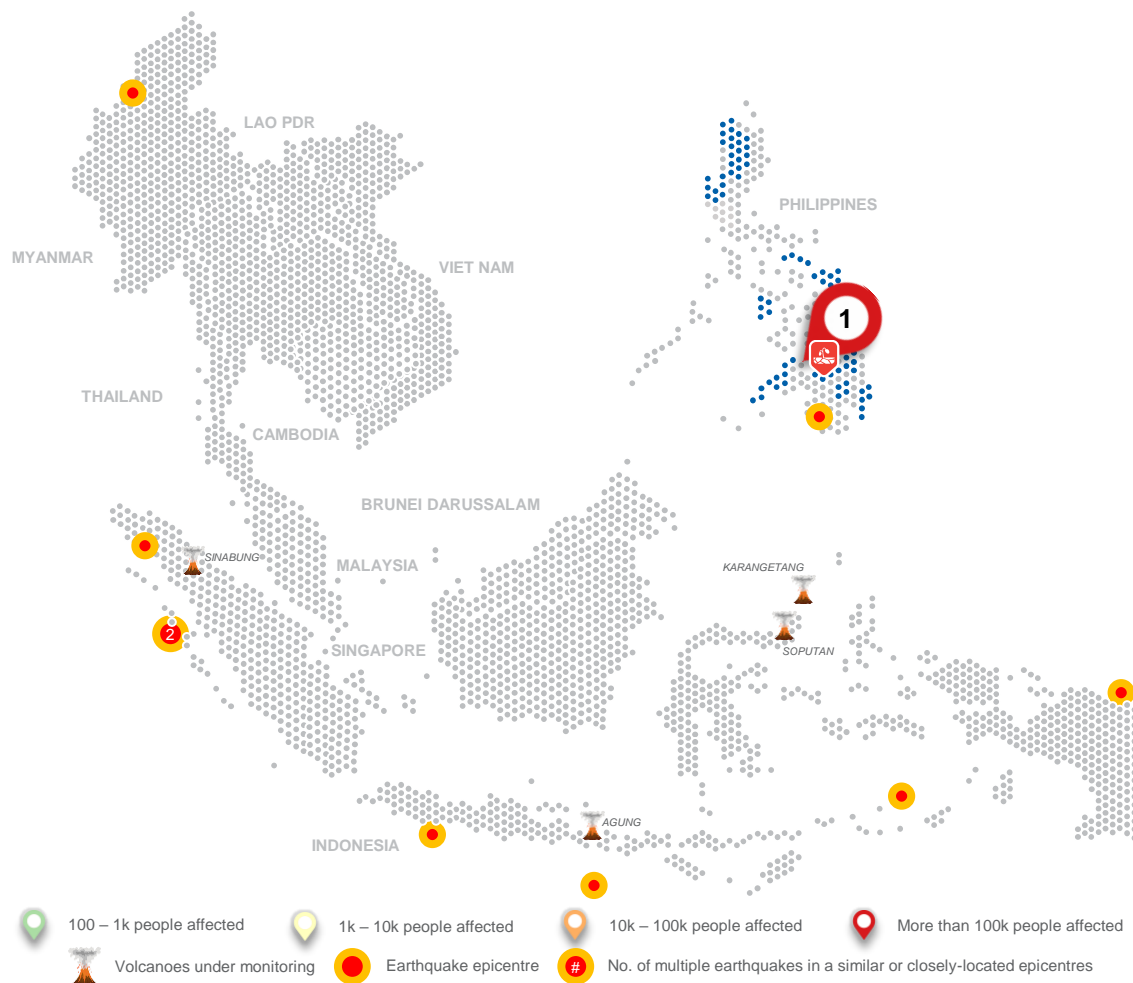 LAO PDR
PHILIPPINES
MYANMAR
VIET NAM
1
THAILAND
CAMBODIA
BRUNEI DARUSSALAM
SINABUNG
MALAYSIA
KARANGETANG
2
SINGAPORE
SOPUTAN
AGUNG
INDONESIA
100 – 1k people affected
1k – 10k people affected
10k – 100k people affected
More than 100k people affected
Volcanoes under monitoring
Earthquake epicentre
#
No. of multiple earthquakes in a similar or closely-located epicentres